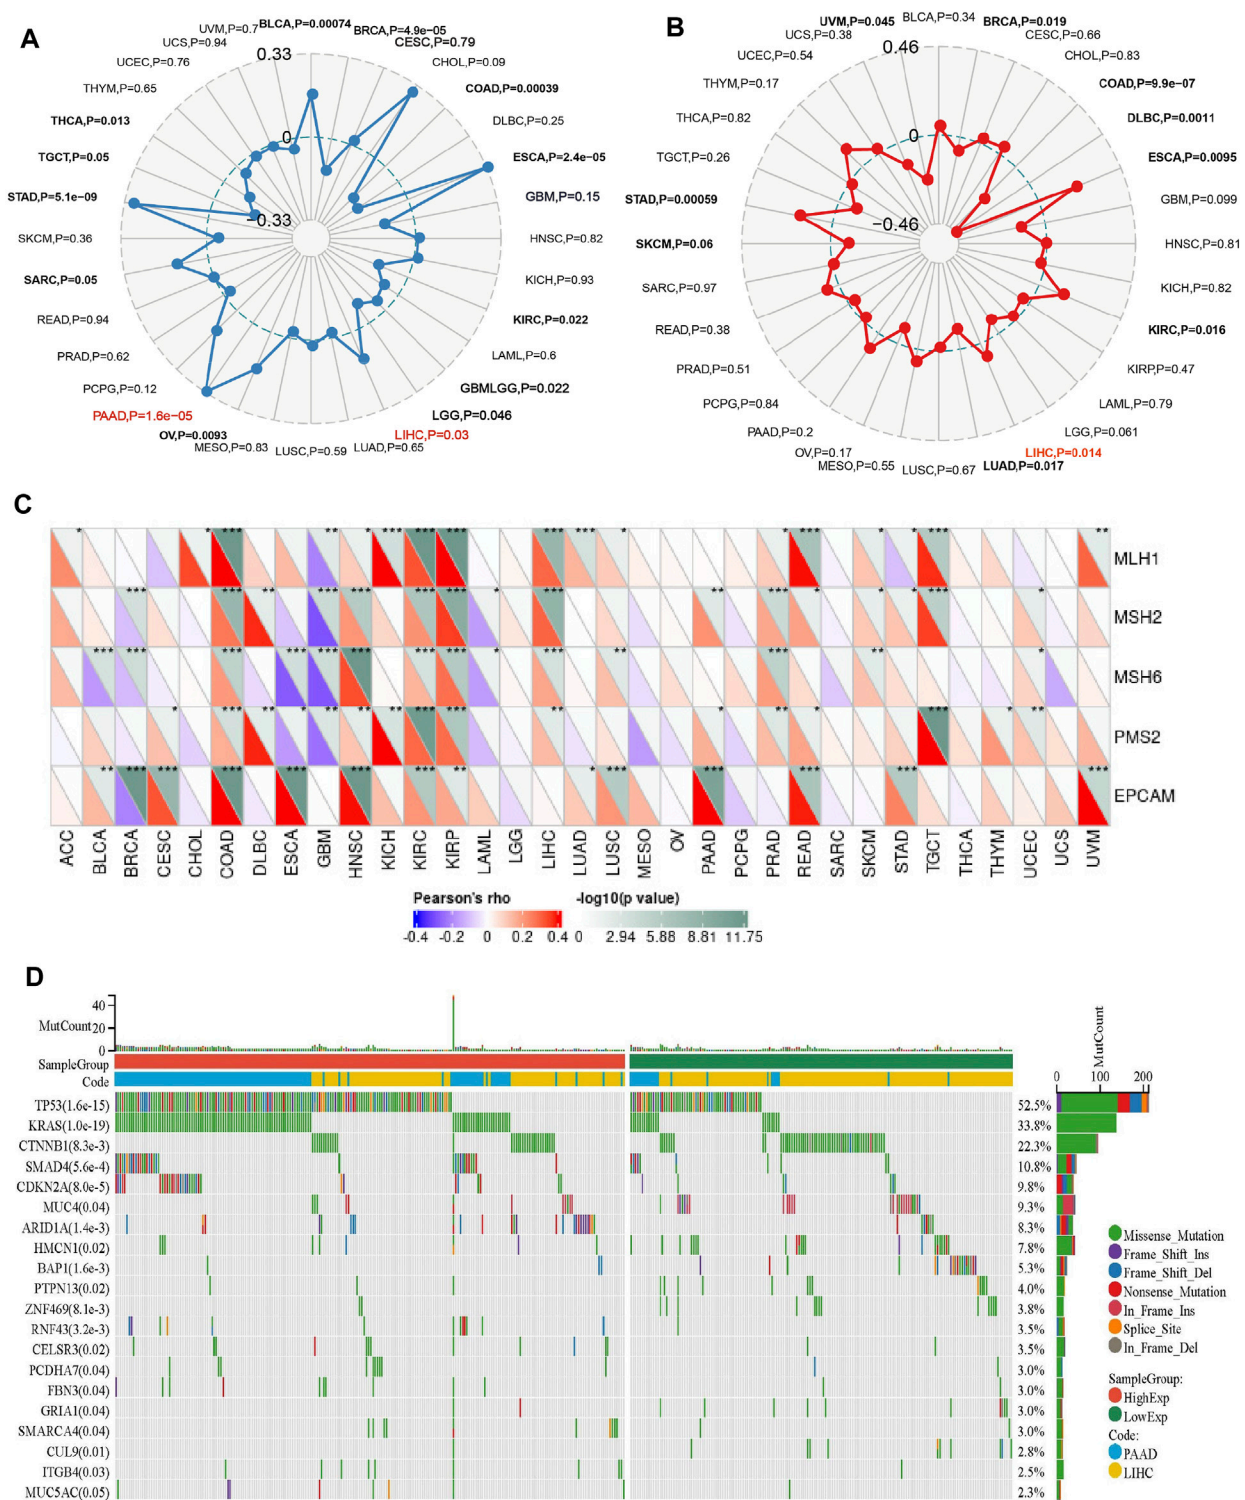 A
BLCA,P=0.00074
BRCA,P=4.9e-05
CESC,P=0.79
CHOL,P=0.09
COAD,P=0.00039
DLBC,P=0.25
ESCA,P=2.4e-05
GBM,P=0.15
HNSC,P=0.82
KICH,P=0.93
KIRC,P=0.022
LAML,P=0.6
GBMLGG,P=0.022
LGG,P=0.046
LIHC,P=0.03
LUAD,P=0.65
LUSC,P=0.59
MESO,P=0.83
OV,P=0.0093
PAAD,P=1.6e-05
PCPG,P=0.12
PRAD,P=0.62
READ,P=0.94
SARC,P=0.05
SKCM,P=0.36
STAD,P=5.1e-09
TGCT,P=0.05
THCA,P=0.013
THYM,P=0.65
UCEC,P=0.76
UCS,P=0.94
UVM,P=0.7
0.33
0
−0.33
B
BLCA,P=0.34
BRCA,P=0.019
CESC,P=0.66
CHOL,P=0.83
COAD,P=9.9e-07
DLBC,P=0.0011
ESCA,P=0.0095
GBM,P=0.099
HNSC,P=0.81
KICH,P=0.82
KIRC,P=0.016
KIRP,P=0.47
LAML,P=0.79
LGG,P=0.061
LIHC,P=0.014
LUAD,P=0.017
LUSC,P=0.67
MESO,P=0.55
OV,P=0.17
PAAD,P=0.2
PCPG,P=0.84
PRAD,P=0.51
READ,P=0.38
SARC,P=0.97
SKCM,P=0.06
STAD,P=0.00059
TGCT,P=0.26
THCA,P=0.82
THYM,P=0.17
UCEC,P=0.54
UCS,P=0.38
UVM,P=0.045
0.46
0
−0.46
C
MLH1
MSH2
MSH6
PMS2
EPCAM
ACC BLCA BRCA CESC CHOL COAD DLBC ESCA GBM HNSC KICH KIRC KIRP LAML LGG LIHC LUAD LUSC MESO OV PAAD PCPG PRAD READ SARC SKCM STAD TGCT THCA THYM UCEC UCS UVM
Pearson's rho -log10(p value)
-0.4 -0.2 0 0.2 0.4 0 2.94 5.88 8.81 11.75
D
40
MutCount 20
0
SampleGroup
Code
MutCount
0 100 200
TP53(1.6e-15) 52.5%
KRAS(1.0e-19) 33.8%
CTNNB1(8.3e-3) 22.3%
SMAD4(5.6e-4) 10.8%
CDKN2A(8.0e-5) 9.8%
MUC4(0.04) 9.3%
ARID1A(1.4e-3) 8.3%
HMCN1(0.02) 7.8%
BAP1(1.6e-3) 5.3%
PTPN13(0.02) 4.0%
ZNF469(8.1e-3) 3.8%
RNF43(3.2e-3) 3.5%
CELSR3(0.02) 3.5%
PCDHA7(0.04) 3.0%
FBN3(0.04) 3.0%
GRIA1(0.04) 3.0%
SMARCA4(0.04) 3.0%
CUL9(0.01) 2.8%
ITGB4(0.03) 2.5%
MUC5AC(0.05) 2.3%
Missense_Mutation
Frame_Shift_Ins
Frame_Shift_Del
Nonsense_Mutation
In_Frame_Ins
Splice_Site
In_Frame_Del
SampleGroup:
HighExp
LowExp
Code:
PAAD
LIHC